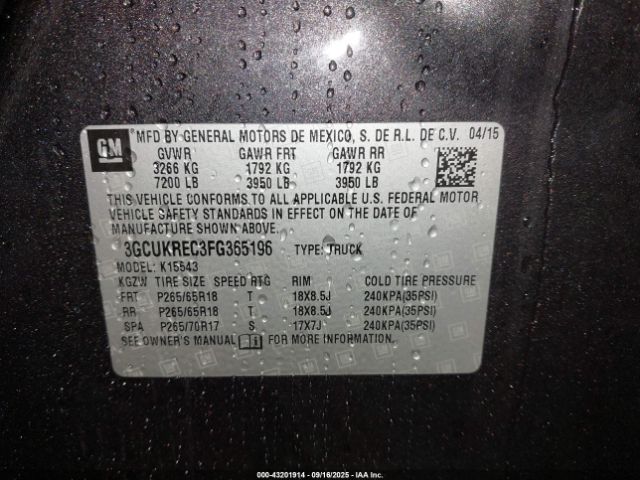 GM
®MFD BY GENERAL MOTORS DE MEXICO, S. DE R.L. DE C.V. 04/15
GVWR GAWR FRT GAWR RR
3266 KG 1792 KG 1792 KG
7200 LB 3950 LB 3950 LB
THIS VEHICLE CONFORMS TO ALL APPLICABLE U.S. FEDERAL MOTOR
VEHICLE SAFETY STANDARDS IN EFFECT ON THE DATE OF
MANUFACTURE SHOWN ABOVE.
3GCUKREC3FG365196 TYPE: TRUCK
MODEL: K15543
KGZW TIRE SIZE SPEED RTG RIM COLD TIRE PRESSURE
FRT P265/65R18 T 18X8.5J 240KPA(35PSI)
RR P265/65R18 T 18X8.5J 240KPA(35PSI)
SPA P265/70R17 S 17X7J 240KPA(35PSI)
SEE OWNER'S MANUAL FOR MORE INFORMATION.
000-43201914 - 09/16/2025 - IAA Inc.